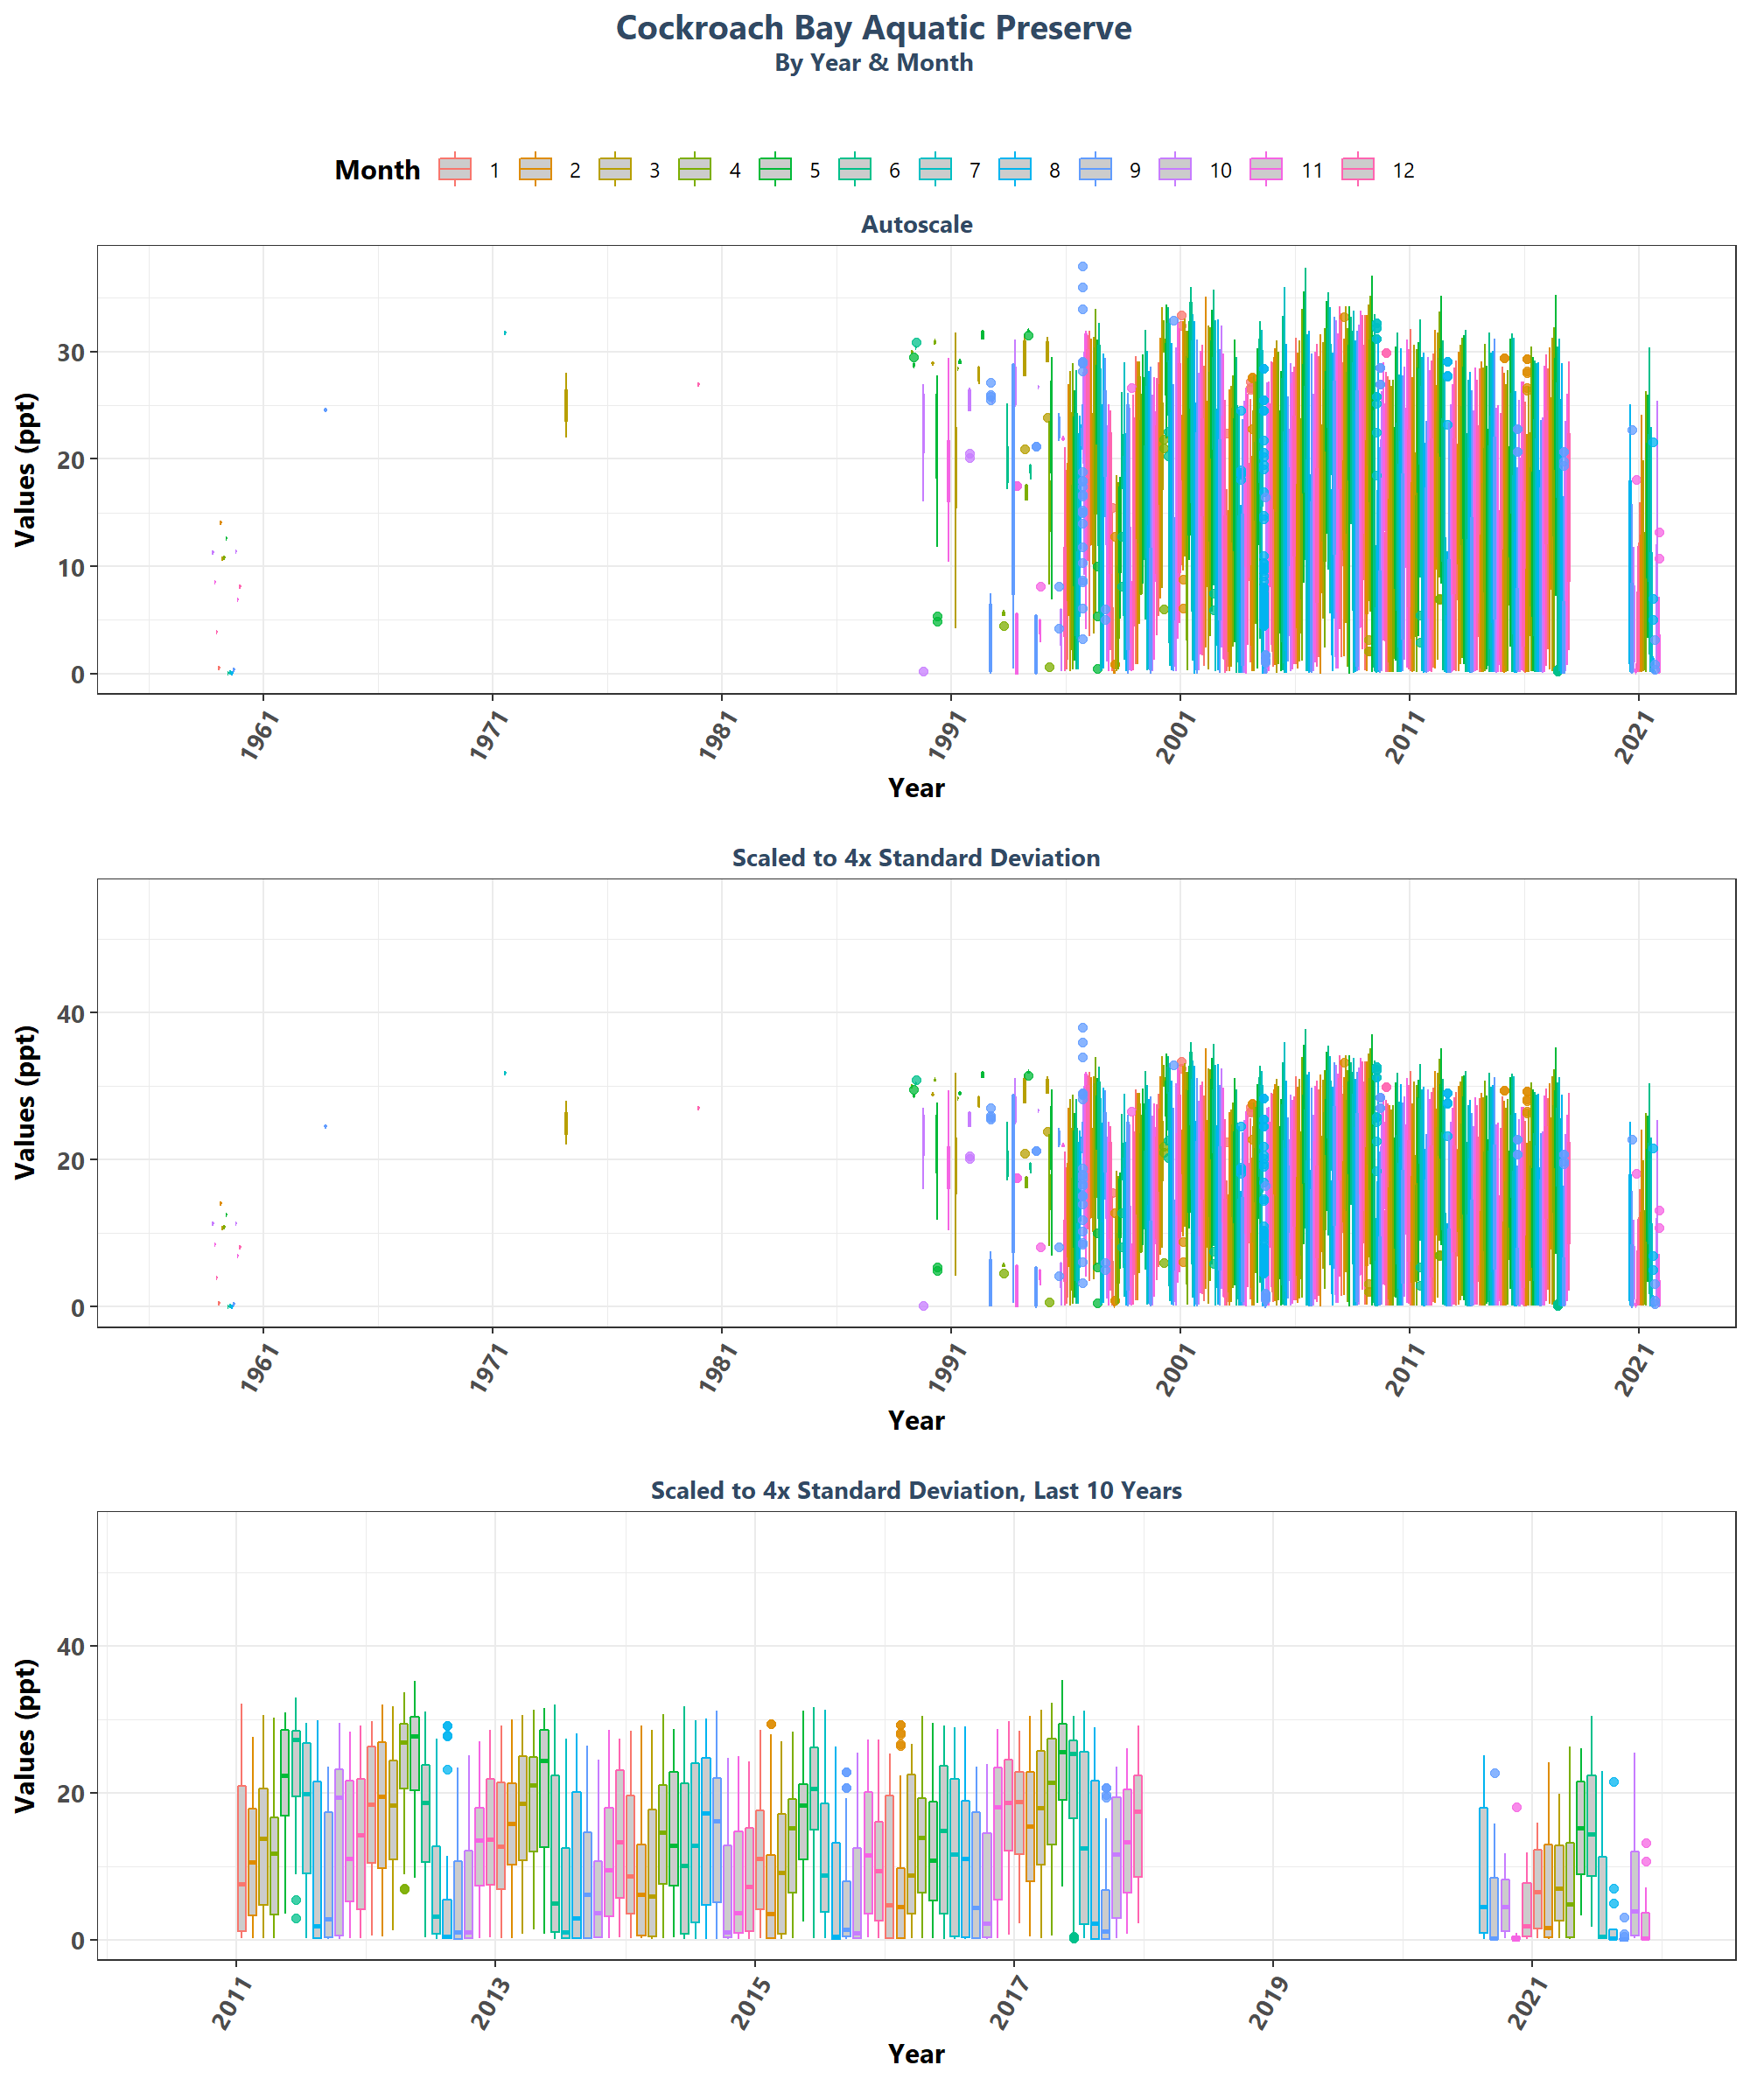 Cockroach Bay Aquatic Preserve
By Year & Month
Month 1 2 3 4 5 6 7 8 9 10 11 12
Autoscale
Values (ppt)
30
20
10
0
1961 1971 1981 1991 2001 2011 2021
Year
Scaled to 4x Standard Deviation
Values (ppt)
40
20
0
1961 1971 1981 1991 2001 2011 2021
Year
Scaled to 4x Standard Deviation, Last 10 Years
Values (ppt)
40
20
0
2011 2013 2015 2017 2019 2021
Year